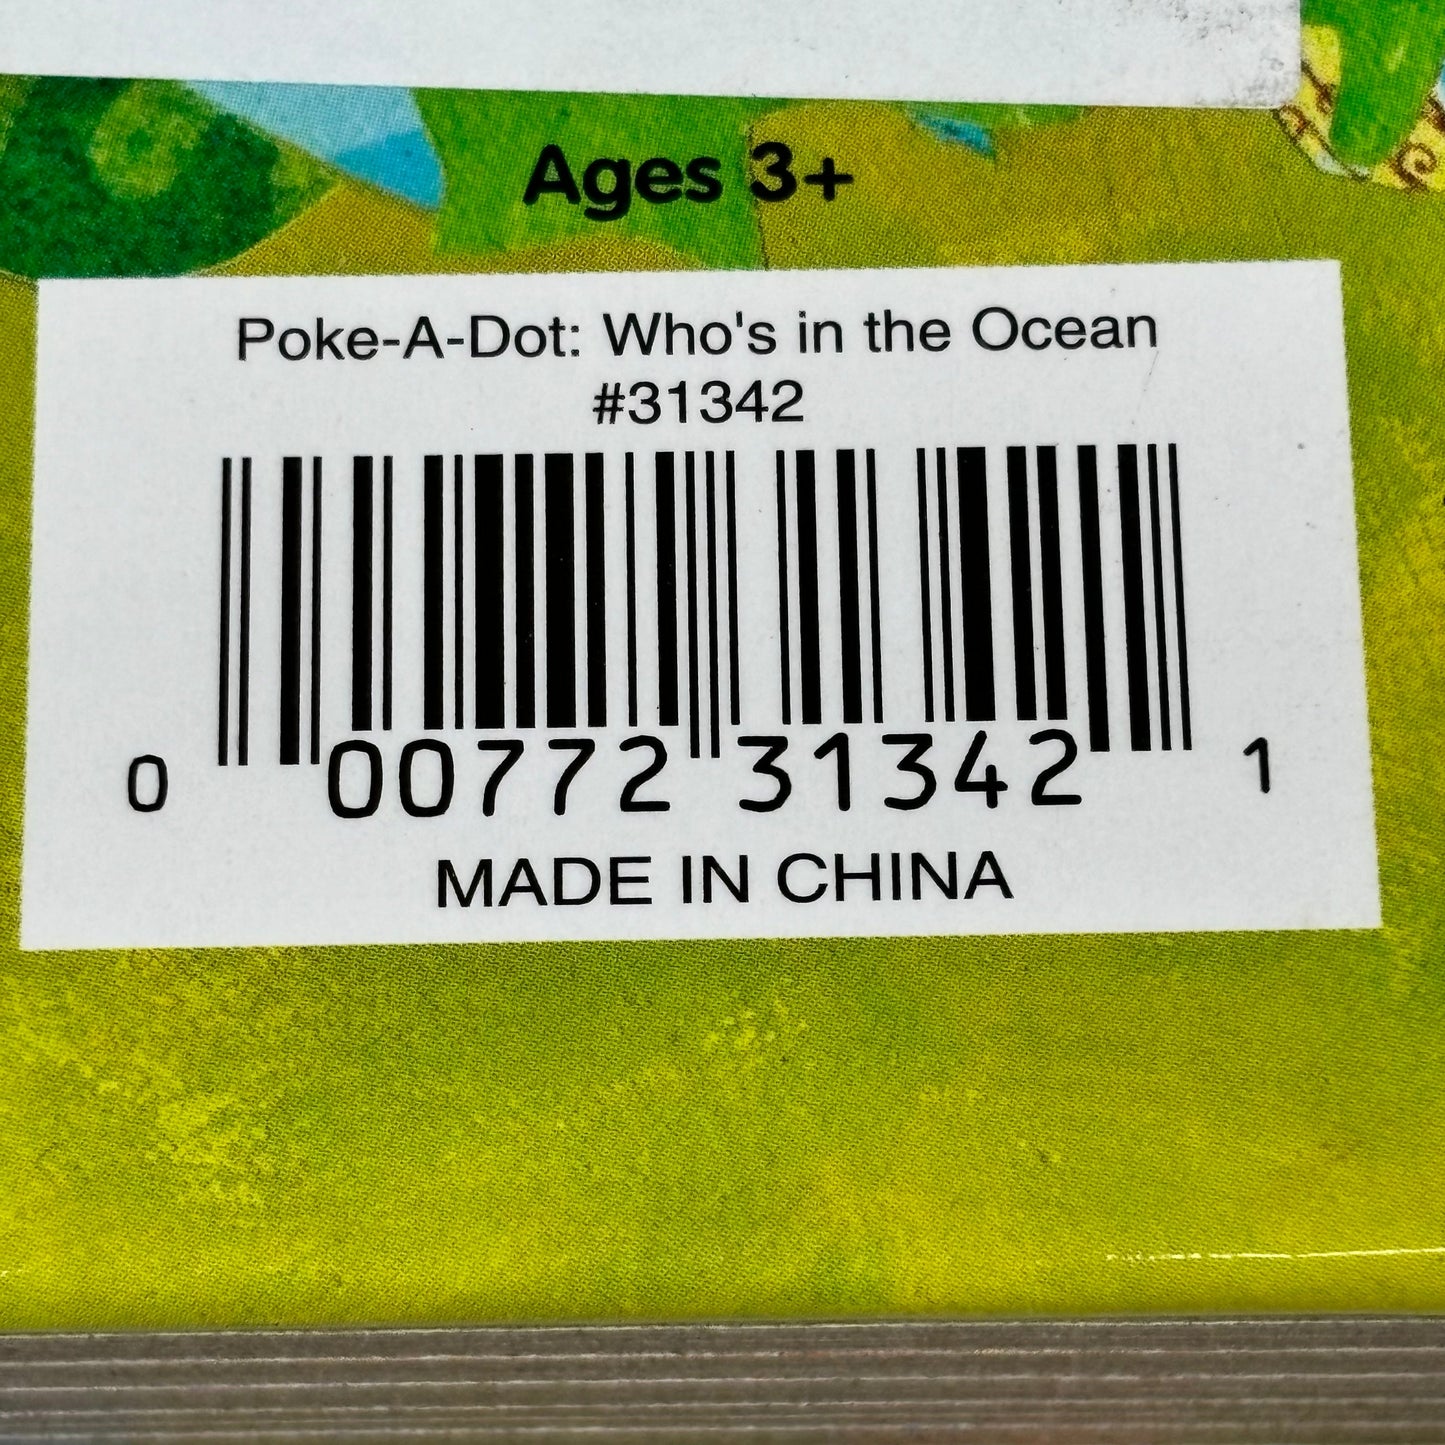 Ages 3+
Poke-A-Dot: Who's in the Ocean
#31342
0 00772 31342 1
MADE IN CHINA